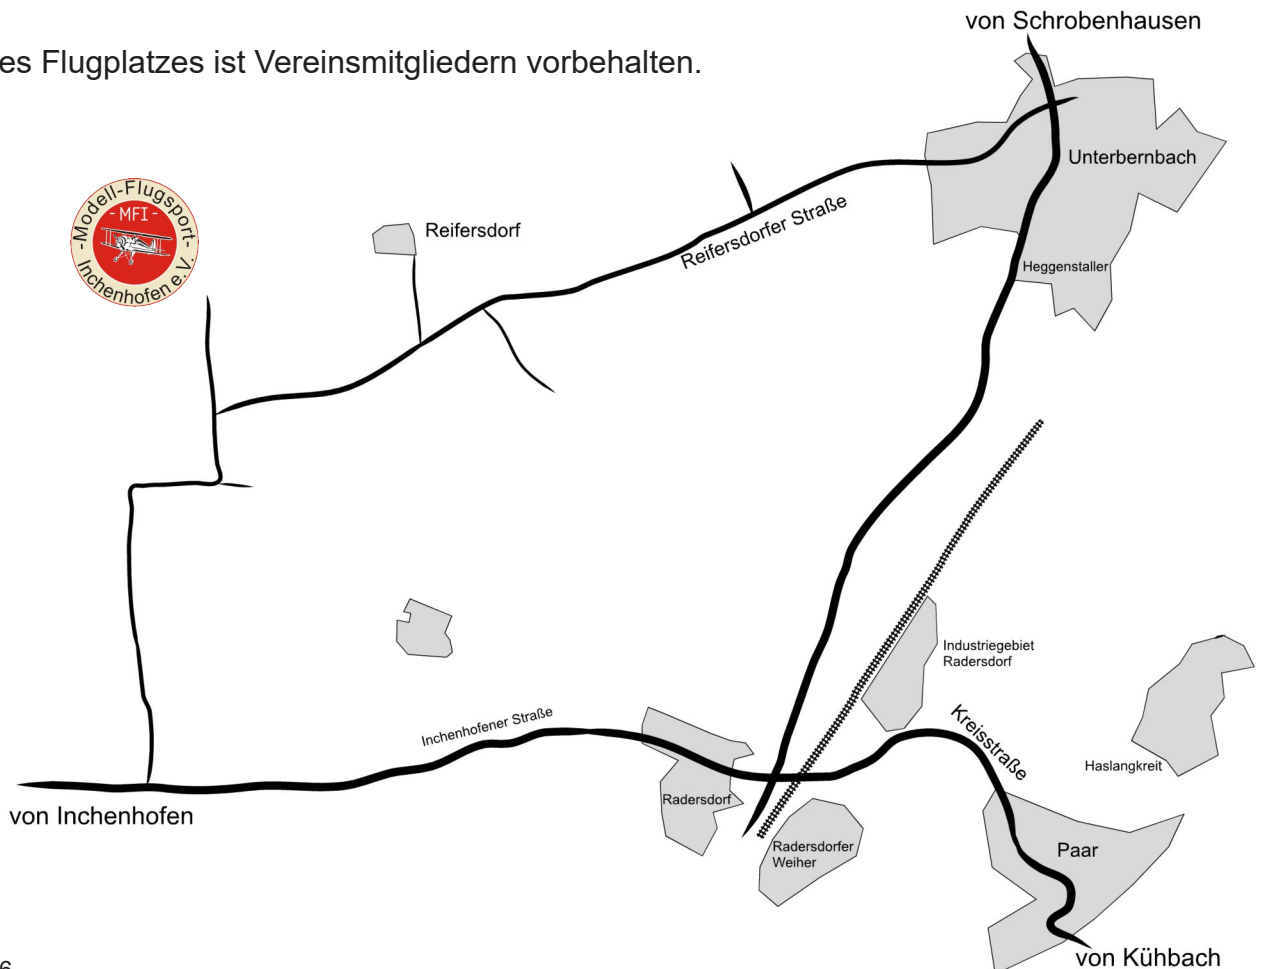 von Schrobenhausen
es Flugplatzes ist Vereinsmitgliedern vorbehalten.
Unterbernbach
-Modell-Flugsport-
- MFI -
Inchenhofen e.V.
Reifersdorf
Reifersdorfer Straße
Heggenstaller
Industriegebiet
Radersdorf
Kreisstraße
Inchenhofener Straße
Haslangkreit
Radersdorf
von Inchenhofen
Radersdorfer
Weiher
Paar
von Kühbach
6